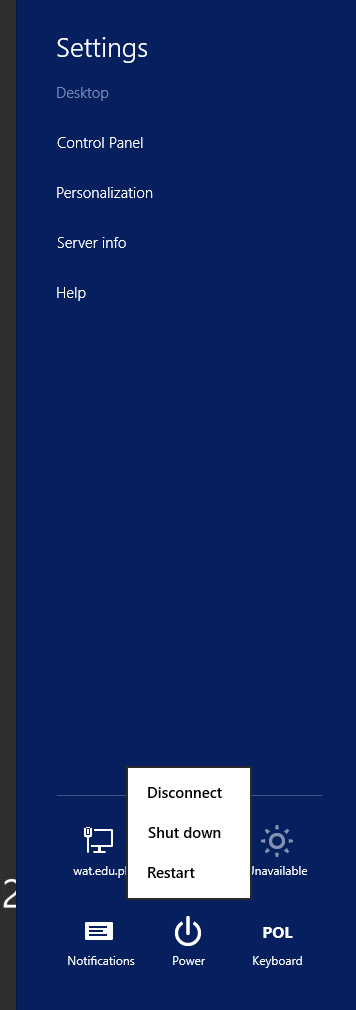 Settings
Desktop
Control Panel
Personalization
Server info
Help
Disconnect
Shut down
Restart
wat.edu.pl
Unavailable
2
POL
Notifications
Power
Keyboard